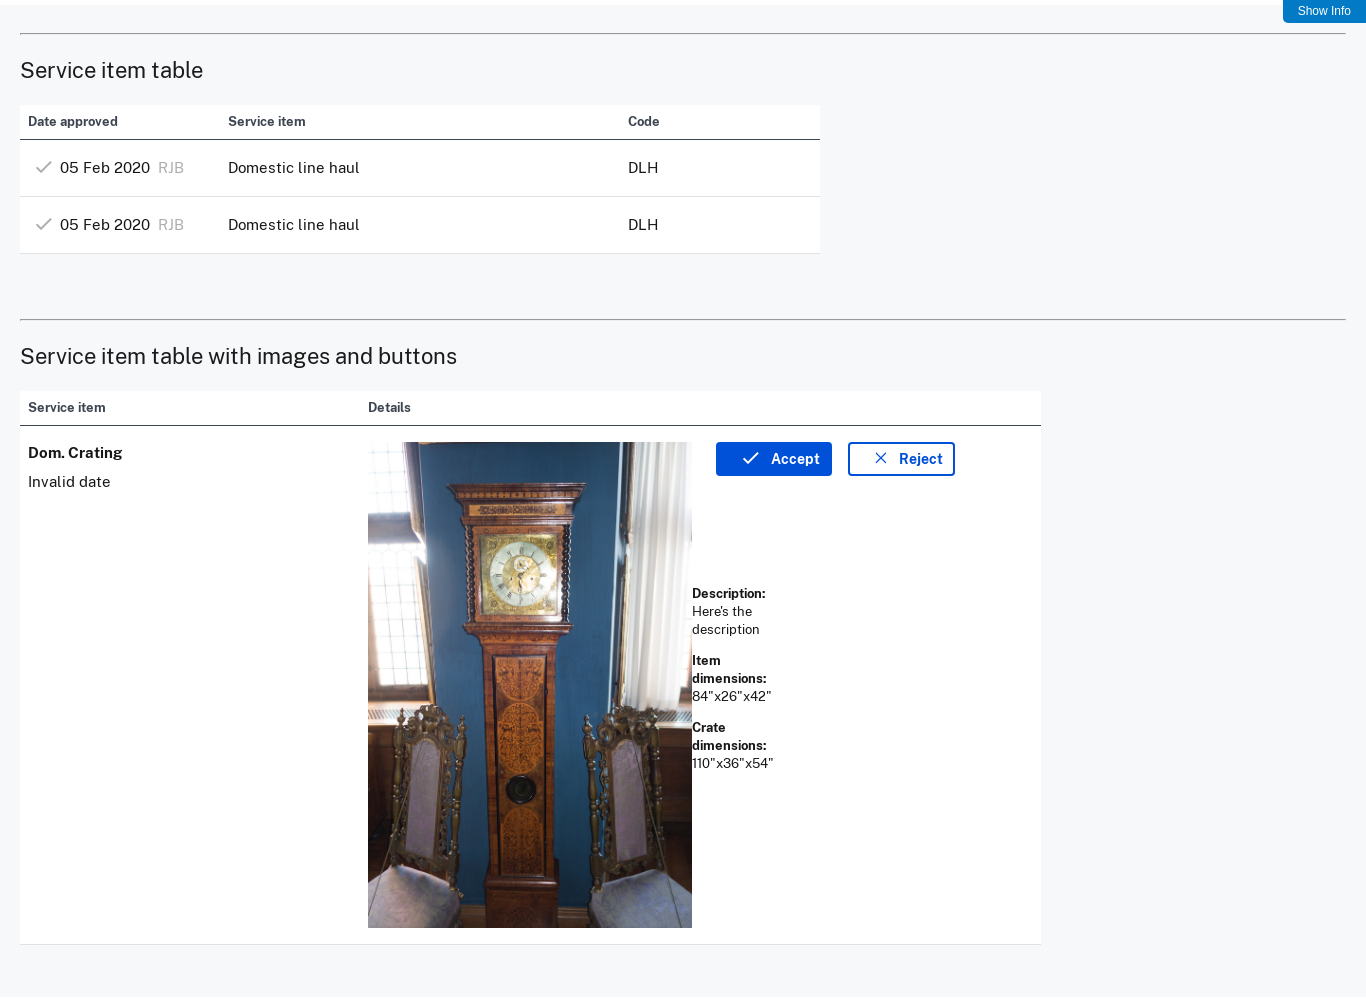 Show Info
Service item table
Date approved Service item Code
05 Feb 2020 RJB Domestic line haul DLH
05 Feb 2020 RJB Domestic line haul DLH
Service item table with images and buttons
Service item Details
Dom. Crating
Invalid date
Accept Reject
Description:
Here's the
description
Item
dimensions:
84"x26"x42"
Crate
dimensions:
110"x36"x54"